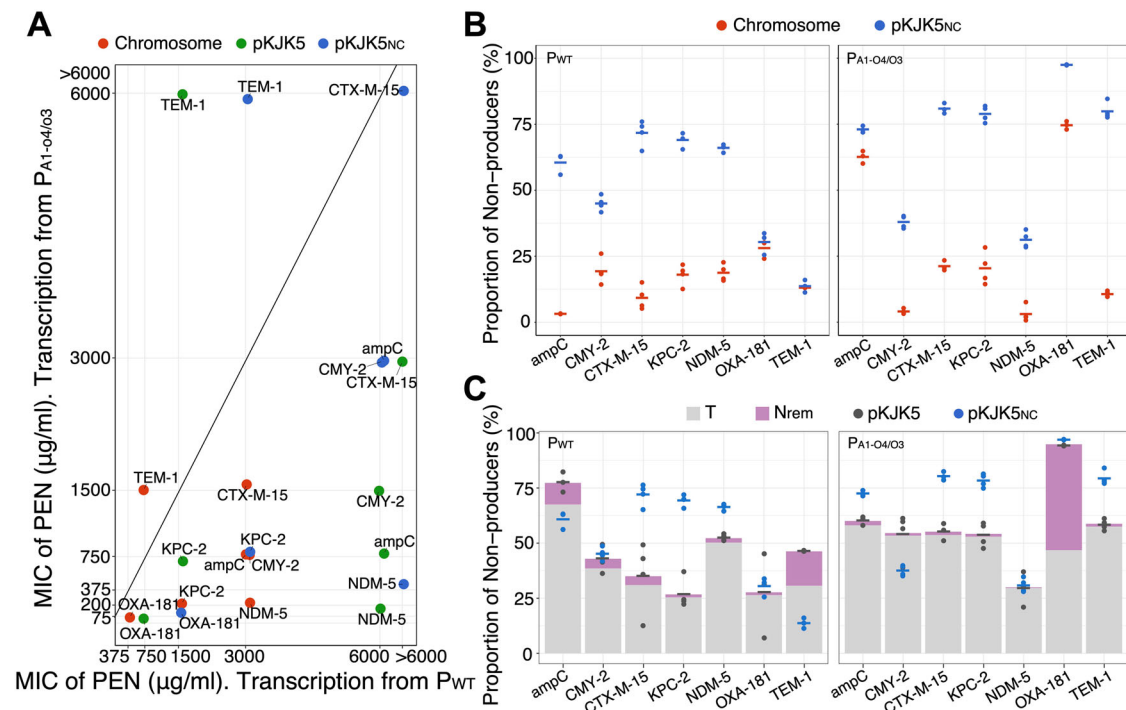 A
Chromosome pKJK5 pKJK5NC
MIC of PEN (µg/ml). Transcription from PA1-o4/o3
>6000
6000
3000
1500
750
375
200
75
TEM-1
TEM-1
CTX-M-15
ampC
CMY-2
CTX-M-15
TEM-1
CTX-M-15
CMY-2
KPC-2
KPC-2
ampC
ampC
CMY-2
KPC-2
NDM-5
OXA-181
OXA-181
NDM-5
NDM-5
OXA-181
375 750 1500 3000 6000 >6000
MIC of PEN (µg/ml). Transcription from PWT
B
Chromosome pKJK5NC
Proportion of Non−producers (%)
100
75
50
25
0
PWT
PA1-O4/O3
ampC CMY-2 CTX-M-15 KPC-2 NDM-5 OXA-181 TEM-1
ampC CMY-2 CTX-M-15 KPC-2 NDM-5 OXA-181 TEM-1
C
T Nrem pKJK5 pKJK5NC
Proportion of Non−producers (%)
100
75
50
25
0
PWT
PA1-O4/O3
ampC CMY-2 CTX-M-15 KPC-2 NDM-5 OXA-181 TEM-1
ampC CMY-2 CTX-M-15 KPC-2 NDM-5 OXA-181 TEM-1